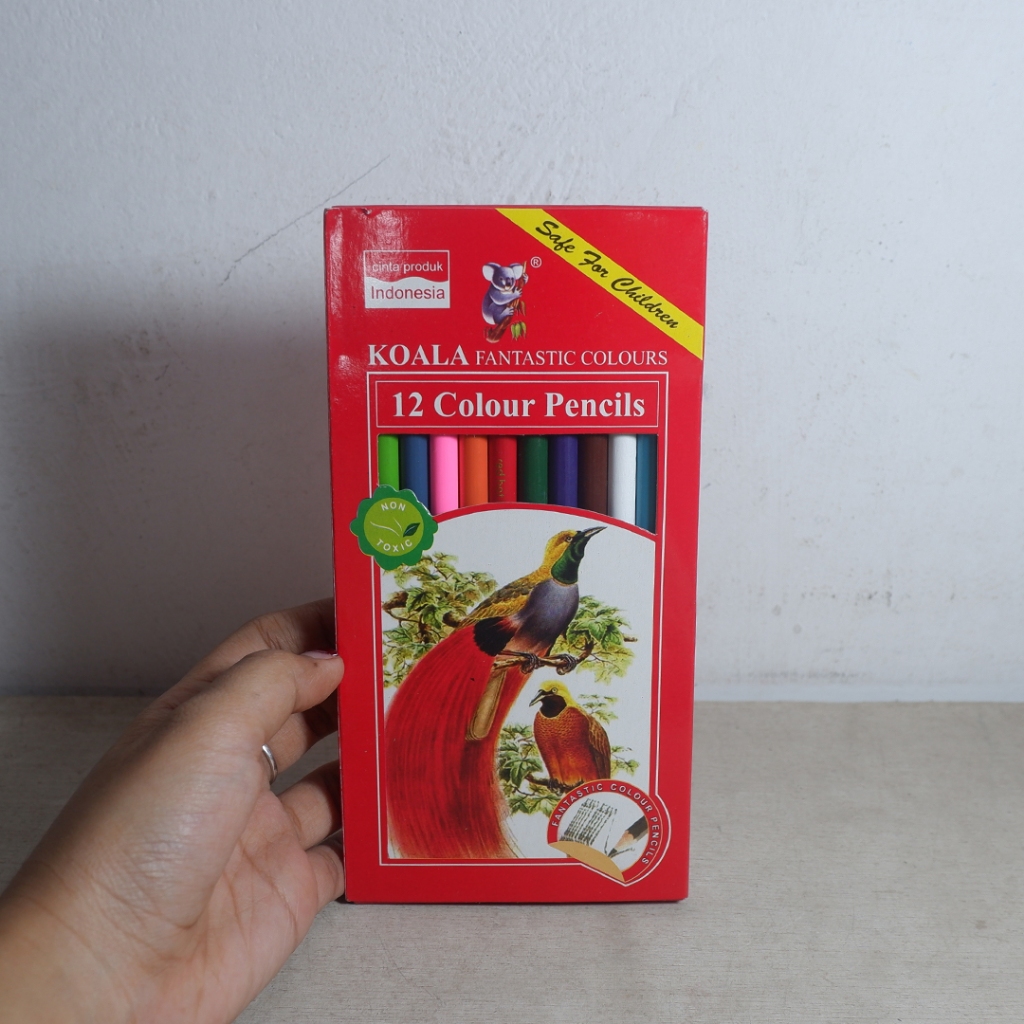 cinta produk
Indonesia
®
Safe For Children
KOALA FANTASTIC COLOURS
12 Colour Pencils
NON
TOXIC
FANTASTIC COLOUR PENCILS